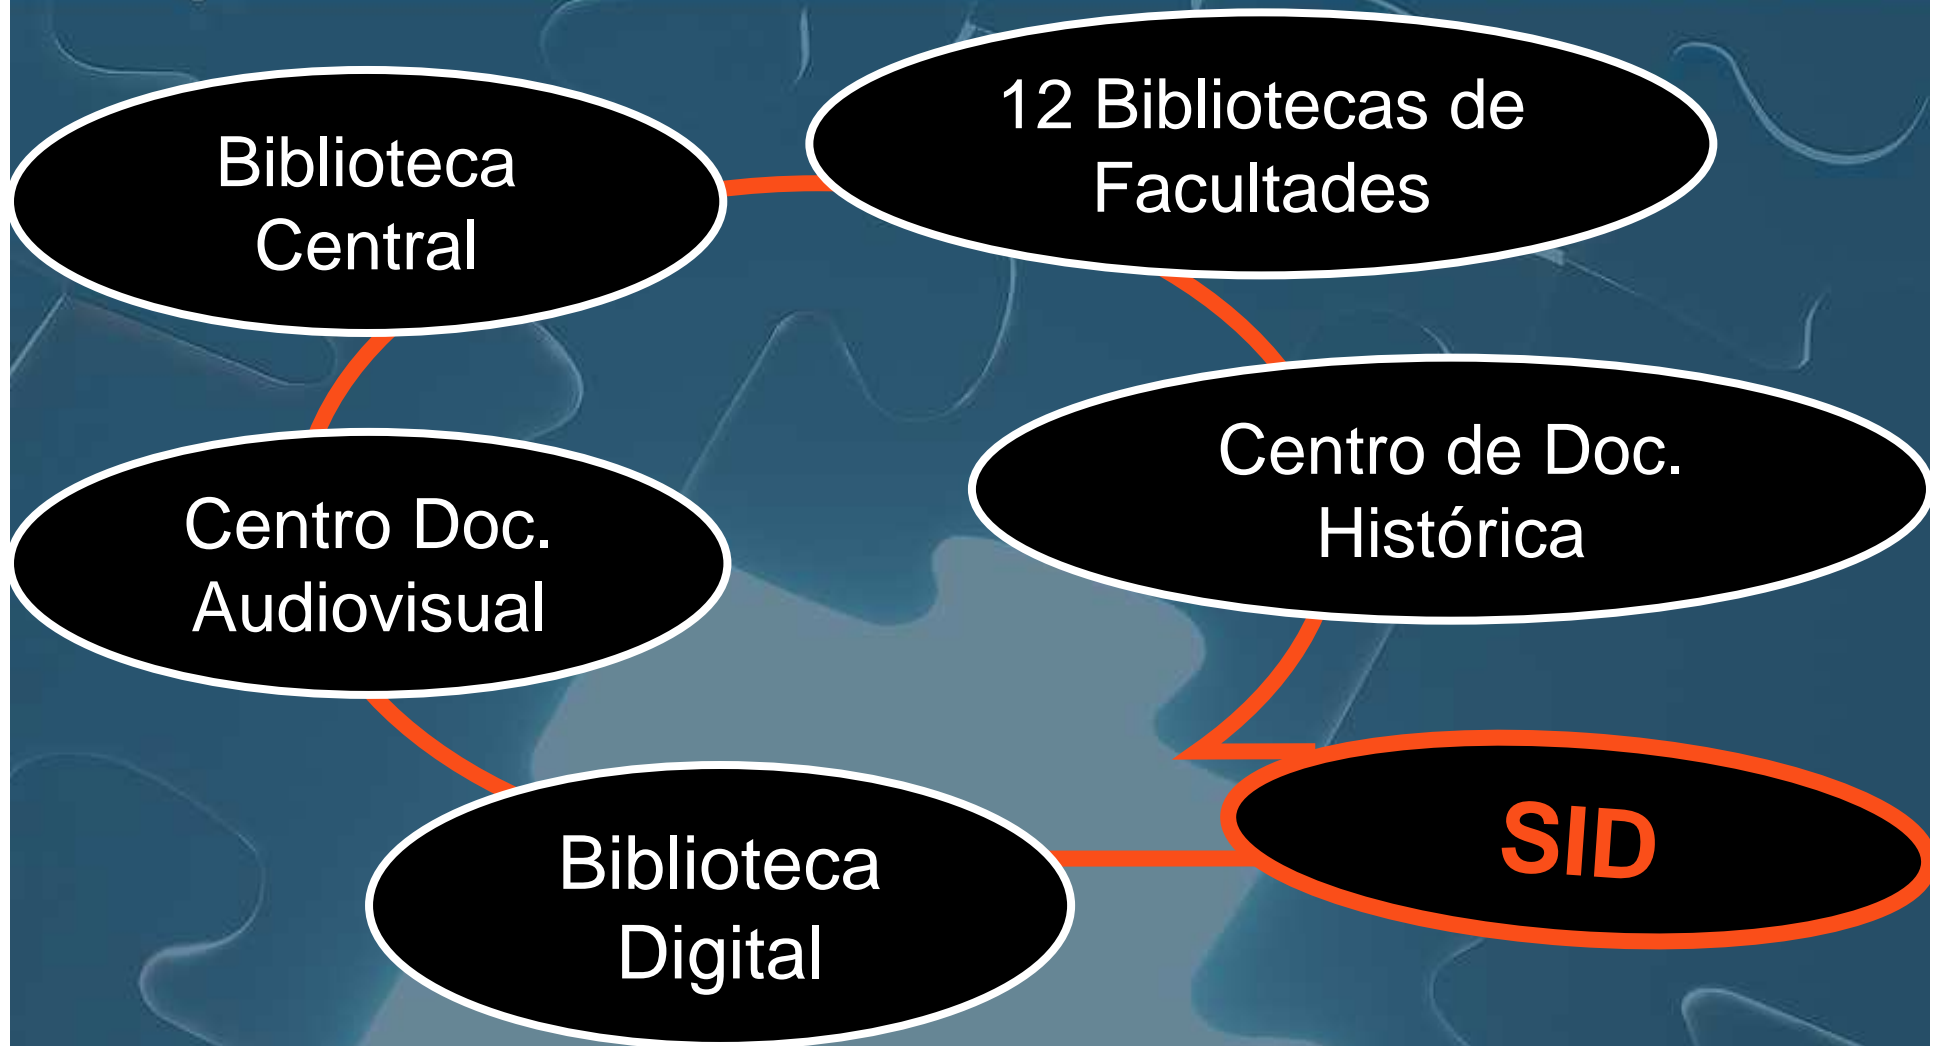 Biblioteca
Central
12 Bibliotecas de
Facultades
Centro Doc.
Audiovisual
Centro de Doc.
Histórica
Biblioteca
Digital
SID